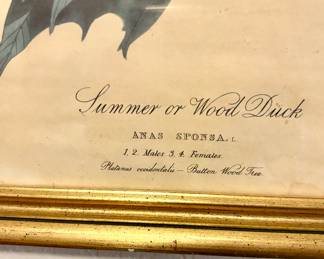 Summer or Wood Duck
ANAS SPONSA. L.
1. 2. Males 3. 4. Females.
Platanus occidentalis — Button Wood Tree